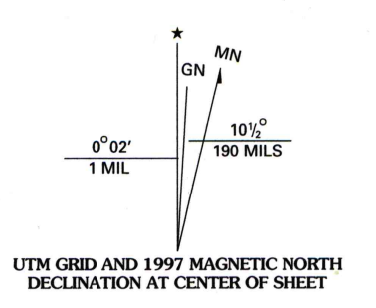 ★
MN
GN
0°02′
1 MIL
10½°
190 MILS
UTM GRID AND 1997 MAGNETIC NORTH
DECLINATION AT CENTER OF SHEET